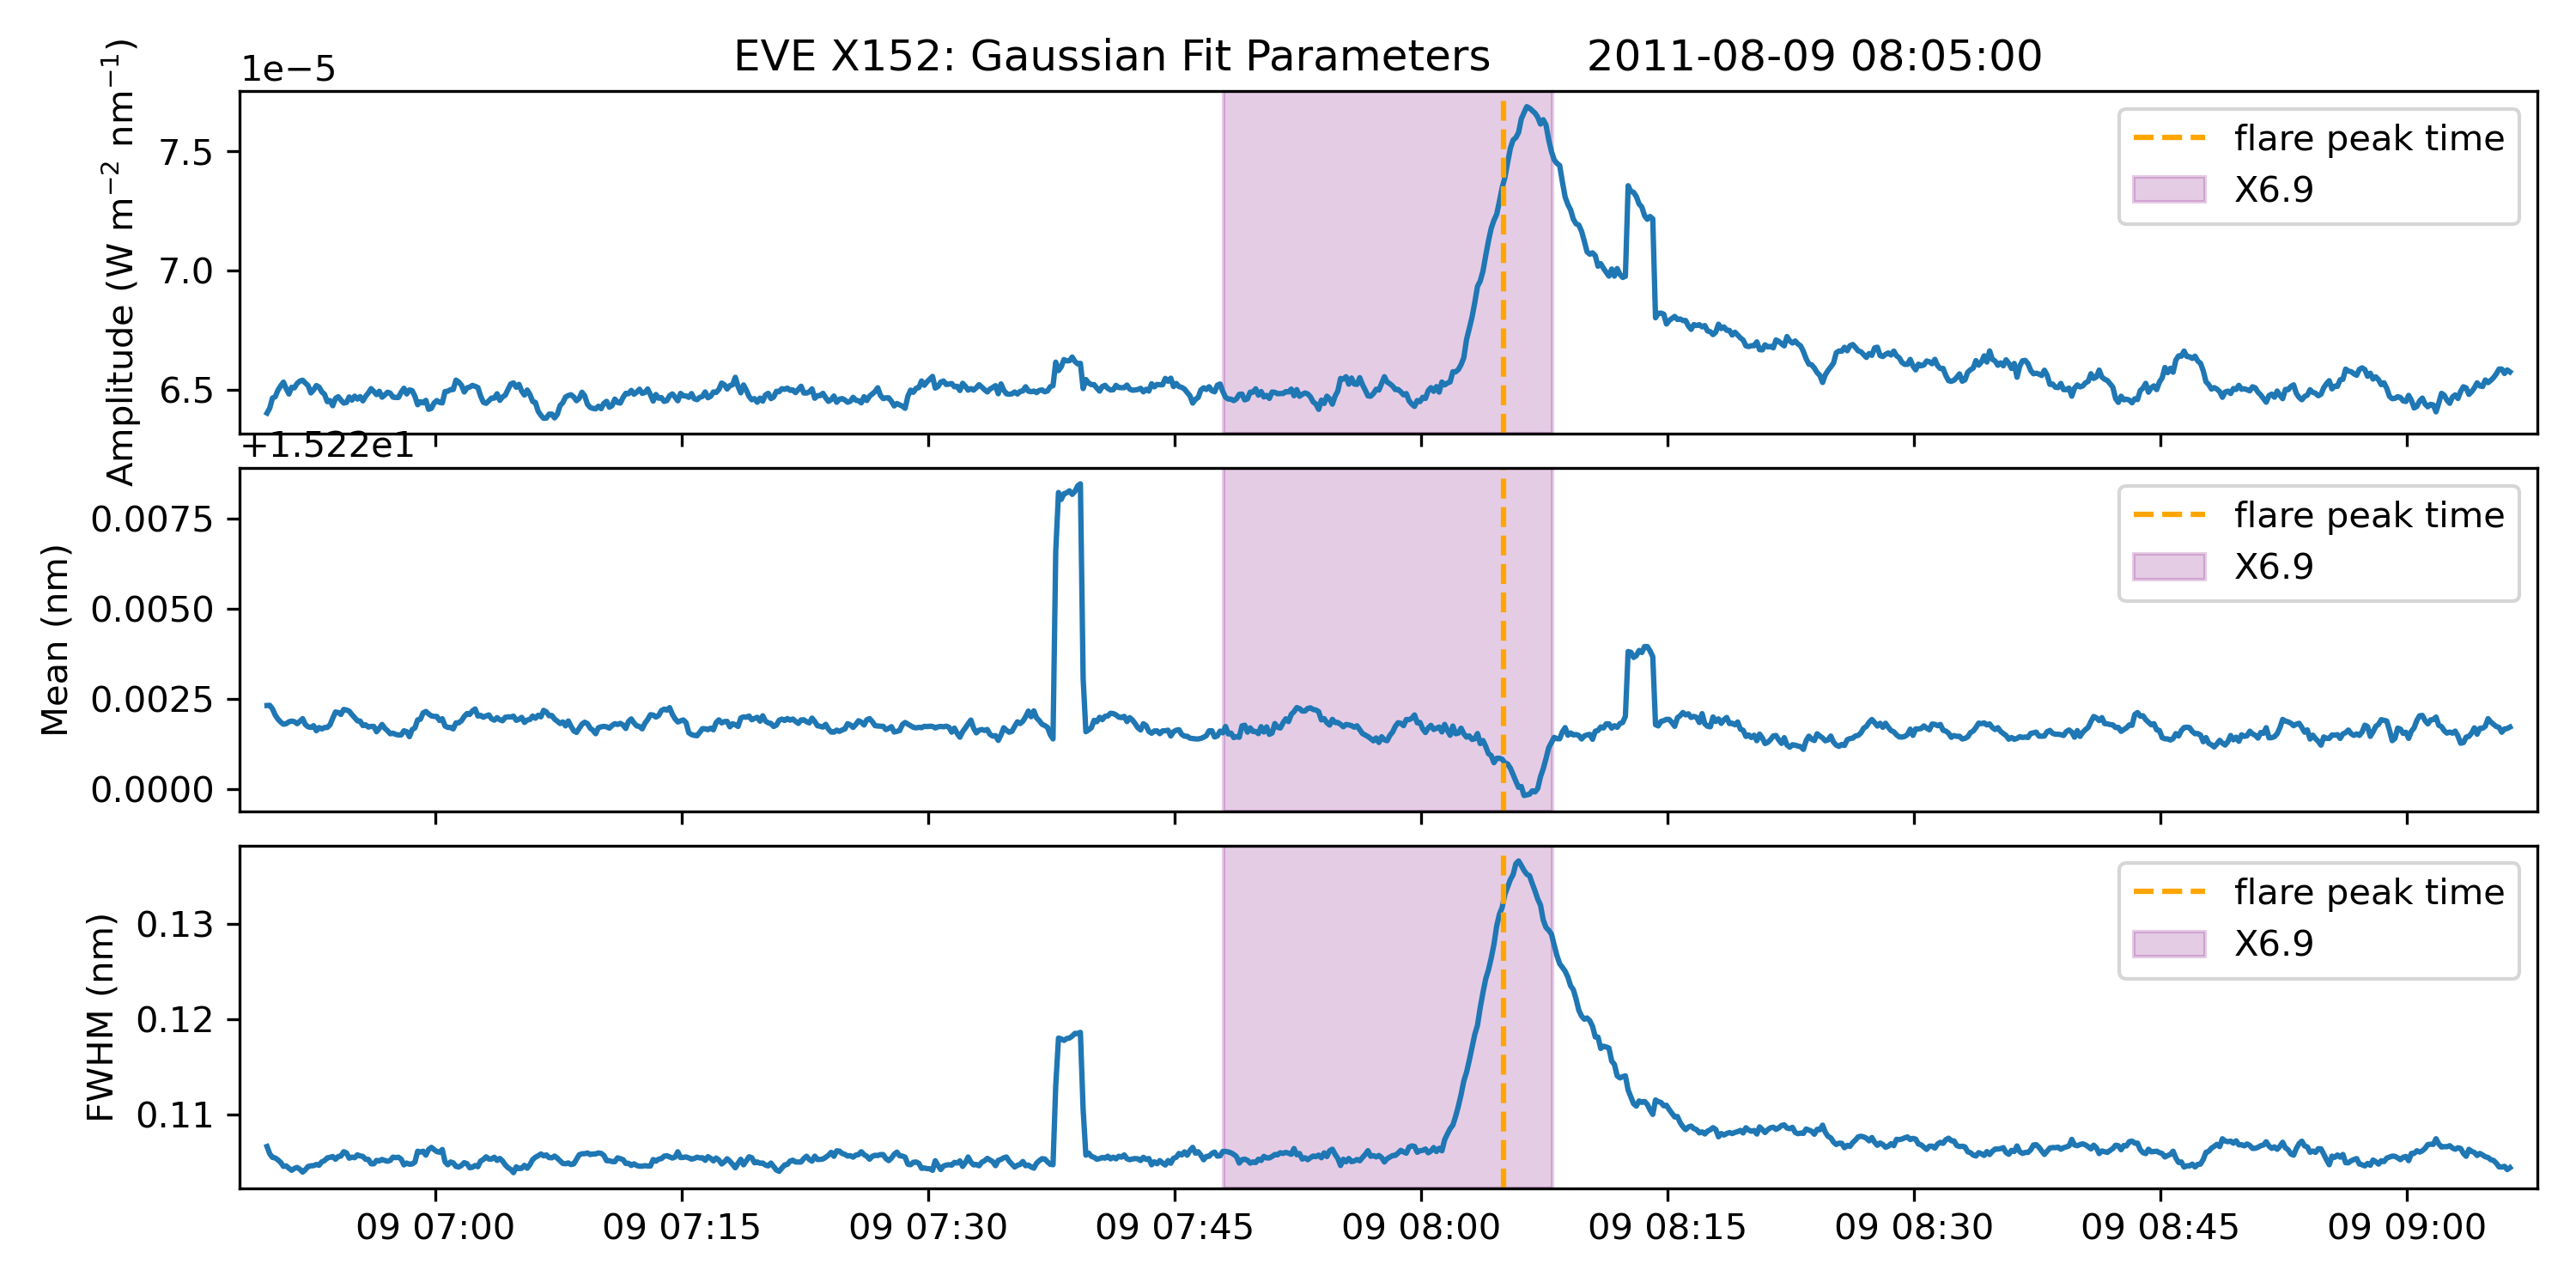 EVE X152: Gaussian Fit Parameters 2011-08-09 08:05:00
1e−5
Amplitude (W m⁻² nm⁻¹)
7.5
7.0
6.5
flare peak time
X6.9
+1.522e1
Mean (nm)
0.0075
0.0050
0.0025
0.0000
flare peak time
X6.9
FWHM (nm)
0.13
0.12
0.11
flare peak time
X6.9
09 07:00 09 07:15 09 07:30 09 07:45 09 08:00 09 08:15 09 08:30 09 08:45 09 09:00